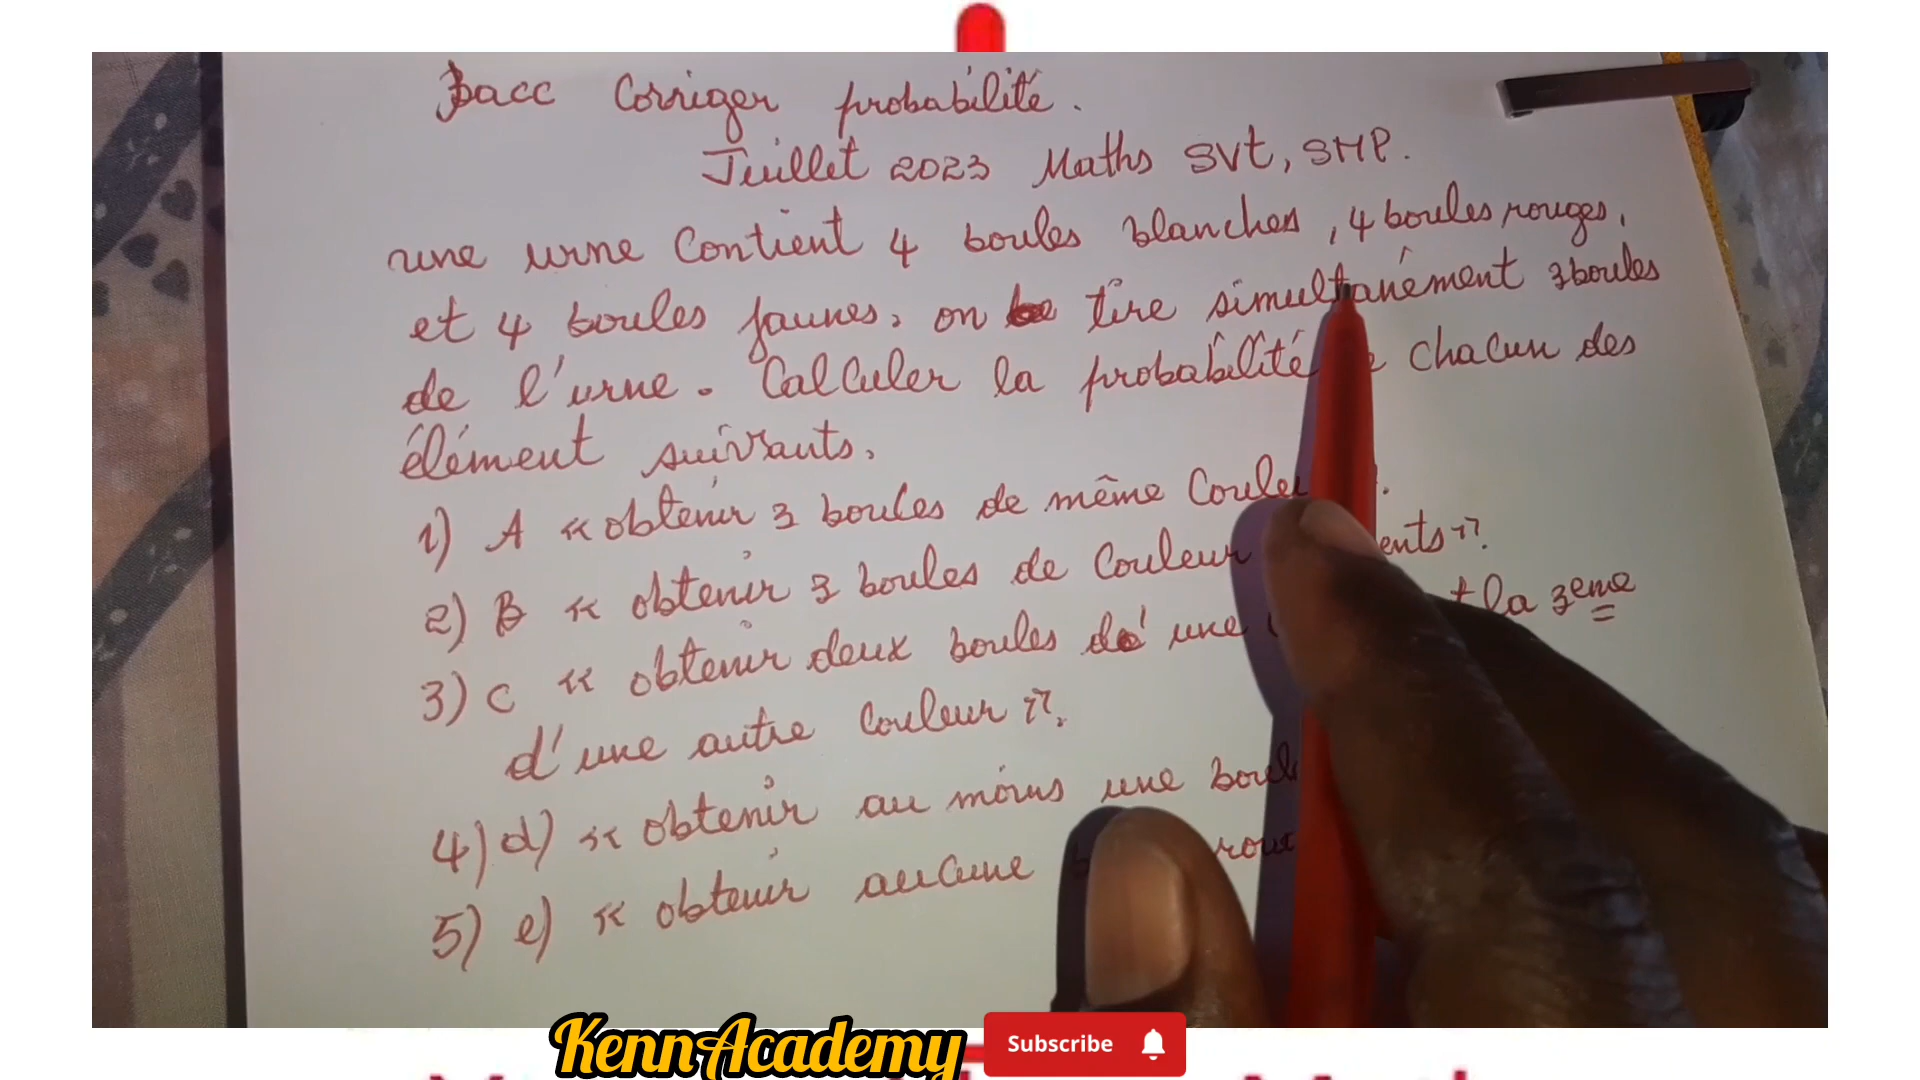 Bacc Corriger probabilité.
Juillet 2023 Maths SVt, SMP.
une urne Contient 4 boules blanches, 4 boules rouges,
et 4 boules jaunes, on tire simultanément 3 boules
de l'urne. Calculer la probabilité chacun des
élément suivants.
1) A « obtenir 3 boules de même
2) B « obtenir 3 boules de Couleur ents».
3) C « obtenir deux boules d' une la 3eme
d'une autre Couleur ».
4) d) « obtenir au moins une
5) e) « obtenir aucune
KennAcademy
Subscribe